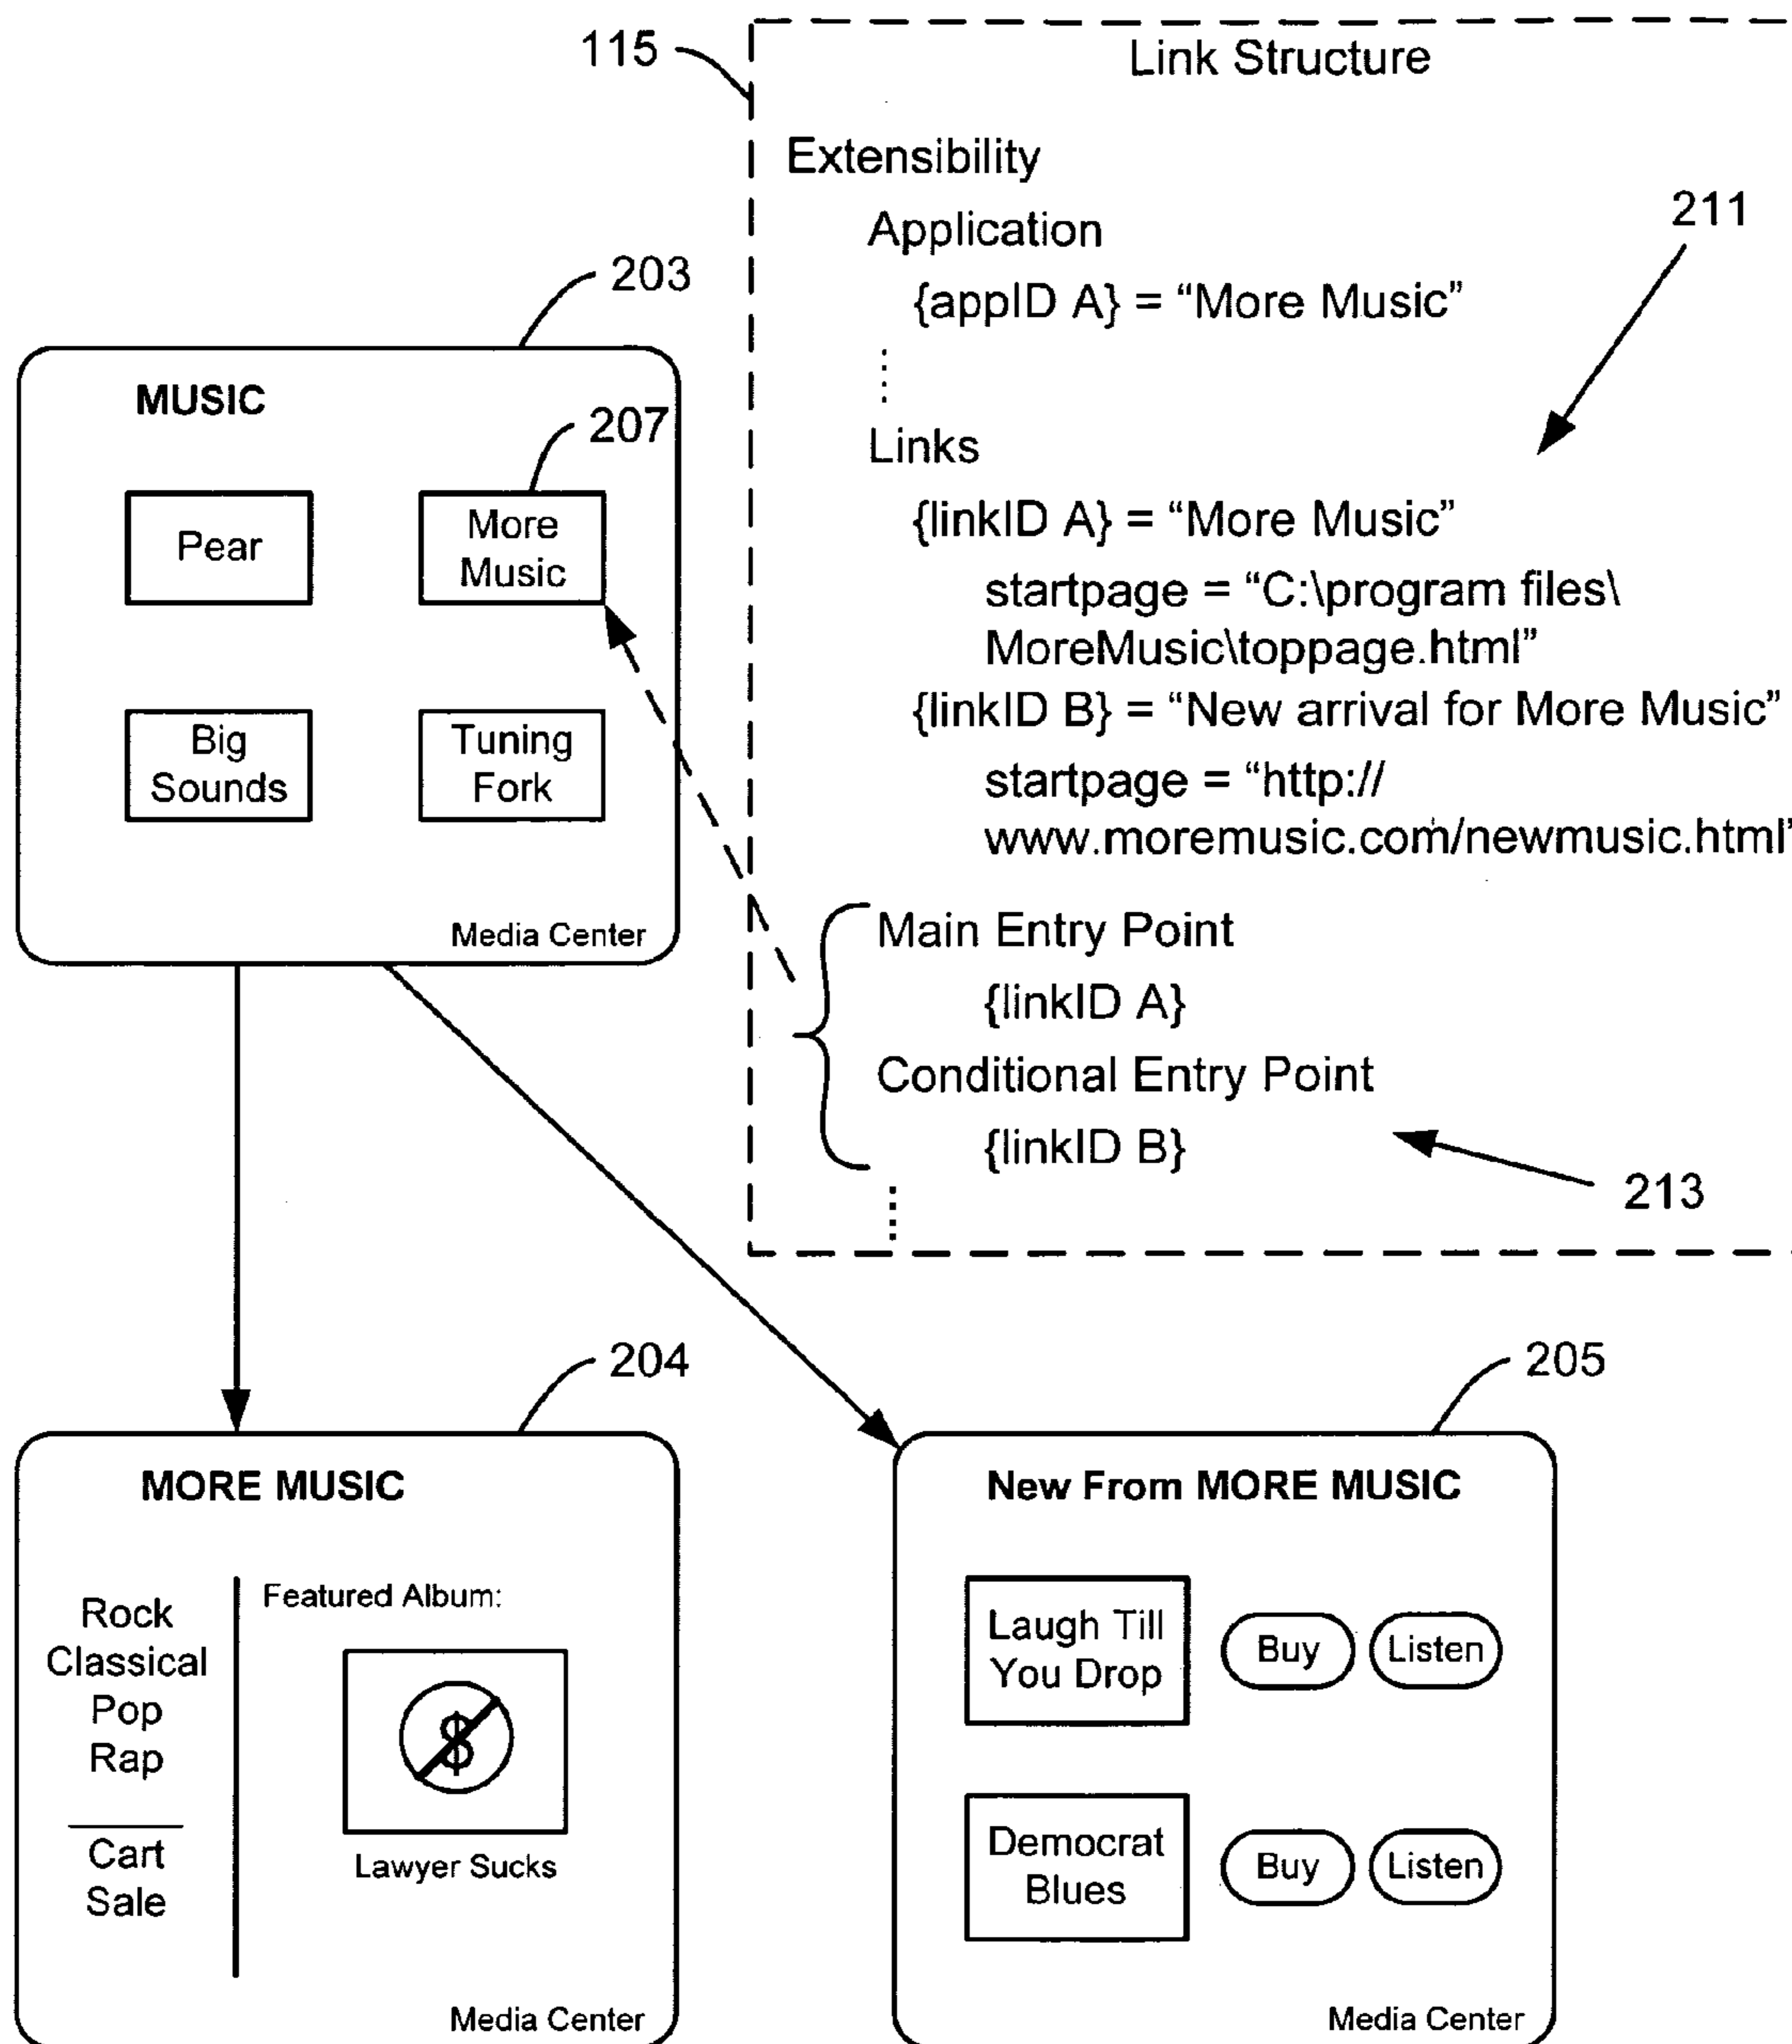 115
Link Structure
Extensibility
Application
{appID A} = “More Music”
Links
{linkID A} = “More Music”
startpage = “C:\program files\
MoreMusic\toppage.html”
{linkID B} = “New arrival for More Music”
startpage = “http://
www.moremusic.com/newmusic.html”
Main Entry Point
{linkID A}
Conditional Entry Point
{linkID B}
211
213
203
MUSIC
207
Pear
More
Music
Big
Sounds
Tuning
Fork
Media Center
204
MORE MUSIC
Rock
Classical
Pop
Rap
Cart
Sale
Featured Album:
$
Lawyer Sucks
Media Center
205
New From MORE MUSIC
Laugh Till
You Drop
Buy
Listen
Democrat
Blues
Buy
Listen
Media Center